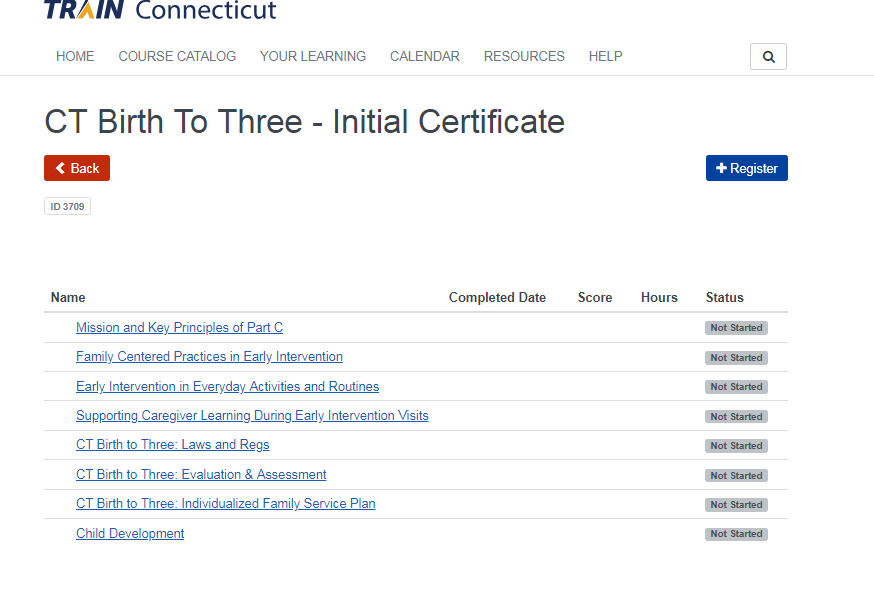 TRAIN Connecticut
HOME COURSE CATALOG YOUR LEARNING CALENDAR RESOURCES HELP
CT Birth To Three - Initial Certificate
Back
Register
ID 3709
Name Completed Date Score Hours Status
Mission and Key Principles of Part C Not Started
Family Centered Practices in Early Intervention Not Started
Early Intervention in Everyday Activities and Routines Not Started
Supporting Caregiver Learning During Early Intervention Visits Not Started
CT Birth to Three: Laws and Regs Not Started
CT Birth to Three: Evaluation & Assessment Not Started
CT Birth to Three: Individualized Family Service Plan Not Started
Child Development Not Started